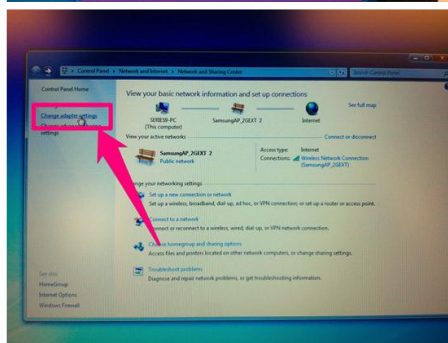 Control Panel › Network and Internet › Network and Sharing Center
Search Control Panel
Control Panel Home
Change adapter settings
settings
View your basic network information and set up connections
See full map
SERIES9-PC
(This computer)
SamsungAP_2GEXT 2
Internet
View your active networks
Connect or disconnect
SamsungAP_2GEXT
Public network
Access type: Internet
Connections: Wireless Network Connection
(SamsungAP_2GEXT)
your networking settings
Set up a new connection or network
Set up a wireless, broadband, dial-up, ad hoc, or VPN connection; or set up a router or access point.
Connect to a network
Connect or reconnect to a wireless, wired, dial-up, or VPN network connection.
Choose homegroup and sharing options
Access files and printers located on other network computers, or change sharing settings.
Troubleshoot problems
Diagnose and repair network problems, or get troubleshooting information.
See also
HomeGroup
Internet Options
Windows Firewall